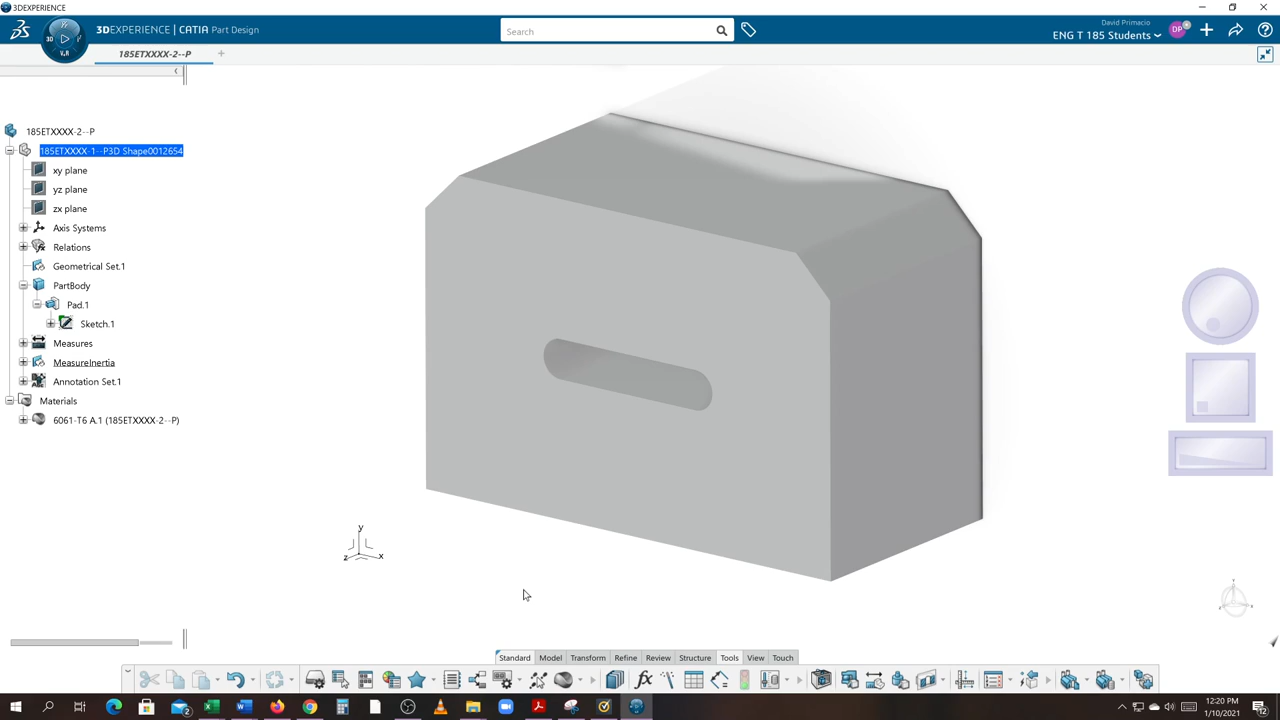 3DEXPERIENCE
3DEXPERIENCE | CATIA Part Design
3D
V.R
Search
David Primacio
ENG T 185 Students
DP
185ETXXXX-2--P
185ETXXXX-2--P
185ETXXXX-1--P3D Shape0012654
xy plane
yz plane
zx plane
Axis Systems
Relations
Geometrical Set.1
PartBody
Pad.1
Sketch.1
Measures
MeasureInertia
Annotation Set.1
Materials
6061-T6 A.1 (185ETXXXX-2--P)
y
z
x
Standard
Model
Transform
Refine
Review
Structure
Tools
View
Touch
12:20 PM
1/10/2021